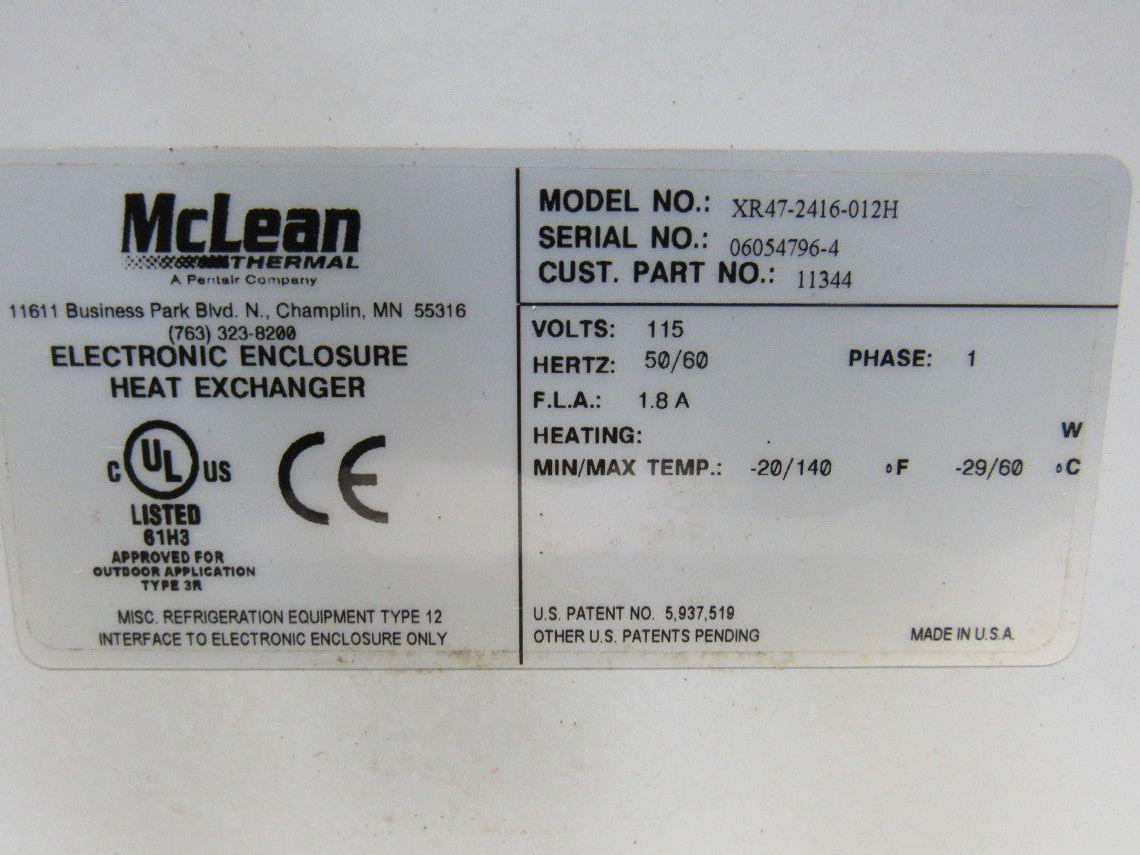 McLean
THERMAL
A Pentair Company
11611 Business Park Blvd. N., Champlin, MN 55316
(763) 323-8200
ELECTRONIC ENCLOSURE
HEAT EXCHANGER
C UL US
LISTED
61H3
APPROVED FOR
OUTDOOR APPLICATION
TYPE 3R
CE
MISC. REFRIGERATION EQUIPMENT TYPE 12
INTERFACE TO ELECTRONIC ENCLOSURE ONLY
MODEL NO.: XR47-2416-012H
SERIAL NO.: 06054796-4
CUST. PART NO.: 11344
VOLTS: 115
HERTZ: 50/60 PHASE: 1
F.L.A.: 1.8 A
HEATING: . W
MIN/MAX TEMP.: -20/140 °F -29/60 °C
U.S. PATENT NO. 5,937,519
OTHER U.S. PATENTS PENDING
MADE IN U.S.A.